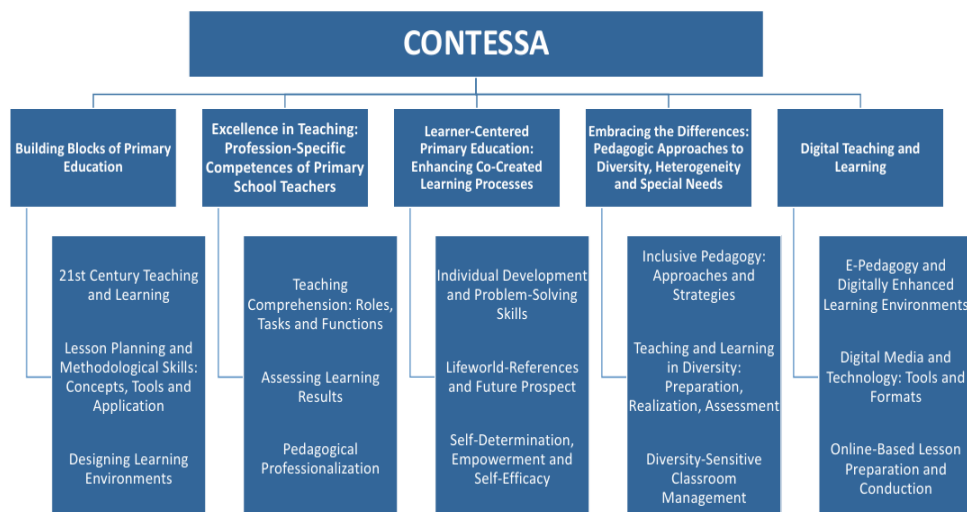 CONTESSA
Building Blocks of Primary
Education
21st Century Teaching
and Learning
Lesson Planning and
Methodological Skills:
Concepts, Tools and
Application
Designing Learning
Environments
Excellence in Teaching:
Profession-Specific
Competences of Primary
School Teachers
Teaching
Comprehension: Roles,
Tasks and Functions
Assessing Learning
Results
Pedagogical
Professionalization
Learner-Centered
Primary Education:
Enhancing Co-Created
Learning Processes
Individual Development
and Problem-Solving
Skills
Lifeworld-References
and Future Prospect
Self-Determination,
Empowerment and
Self-Efficacy
Embracing the Differences:
Pedagogic Approaches to
Diversity, Heterogeneity
and Special Needs
Inclusive Pedagogy:
Approaches and
Strategies
Teaching and Learning
in Diversity:
Preparation,
Realization, Assessment
Diversity-Sensitive
Classroom
Management
Digital Teaching and
Learning
E-Pedagogy and
Digitally Enhanced
Learning Environments
Digital Media and
Technology: Tools and
Formats
Online-Based Lesson
Preparation and
Conduction